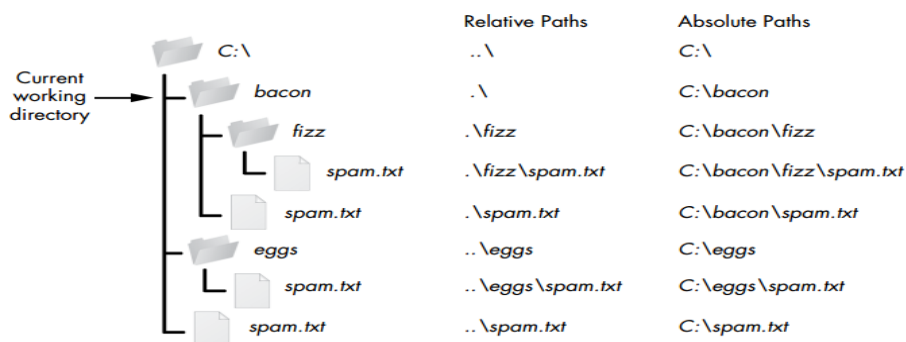 Relative Paths Absolute Paths
C:\ ..\ C:\
Current
working
directory
bacon .\ C:\bacon
fizz .\fizz C:\bacon\fizz
spam.txt .\fizz\spam.txt C:\bacon\fizz\spam.txt
spam.txt .\spam.txt C:\bacon\spam.txt
eggs ..\eggs C:\eggs
spam.txt ..\eggs\spam.txt C:\eggs\spam.txt
spam.txt ..\spam.txt C:\spam.txt